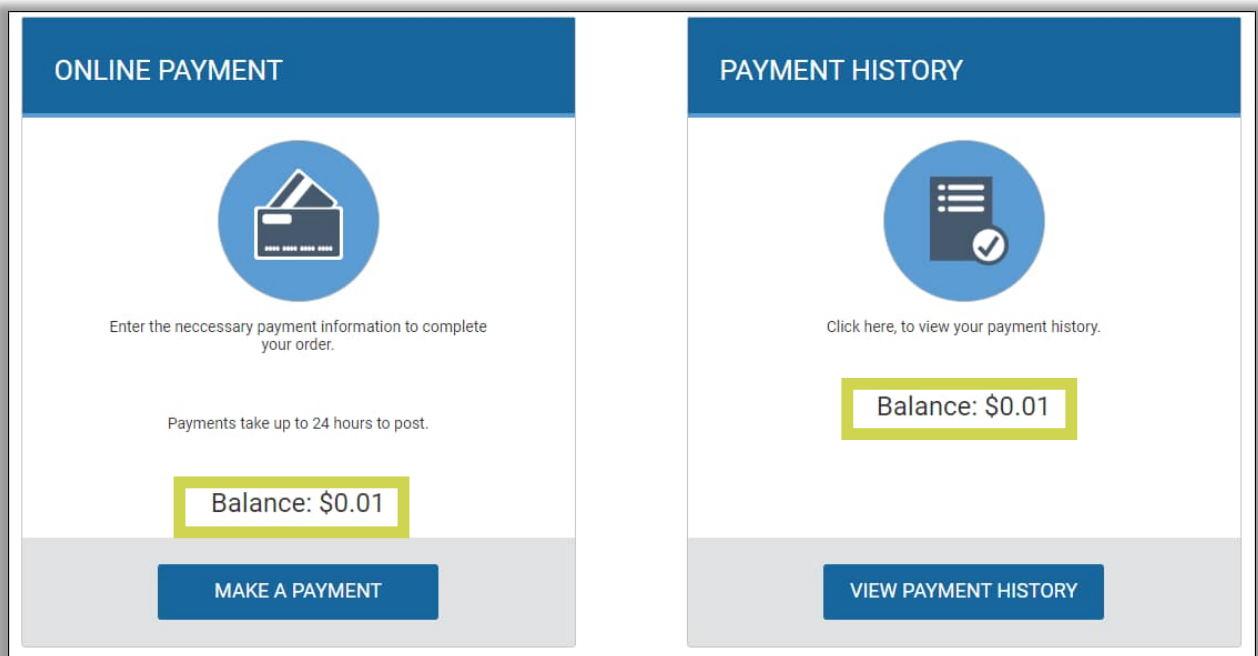 ONLINE PAYMENT
Enter the neccessary payment information to complete
your order.
Payments take up to 24 hours to post.
Balance: $0.01
MAKE A PAYMENT
PAYMENT HISTORY
Click here, to view your payment history.
Balance: $0.01
VIEW PAYMENT HISTORY